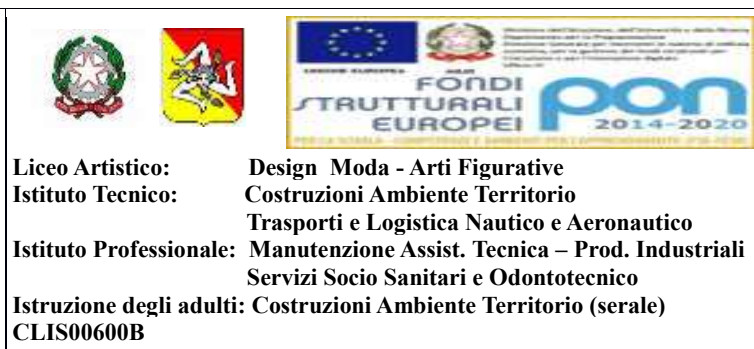 UNIONE EUROPEA
FONDI
STRUTTURALI
EUROPEI
pon
2014-2020
Liceo Artistico: Design Moda - Arti Figurative
Istituto Tecnico: Costruzioni Ambiente Territorio
Trasporti e Logistica Nautico e Aeronautico
Istituto Professionale: Manutenzione Assist. Tecnica – Prod. Industriali
Servizi Socio Sanitari e Odontotecnico
Istruzione degli adulti: Costruzioni Ambiente Territorio (serale)
CLIS00600B